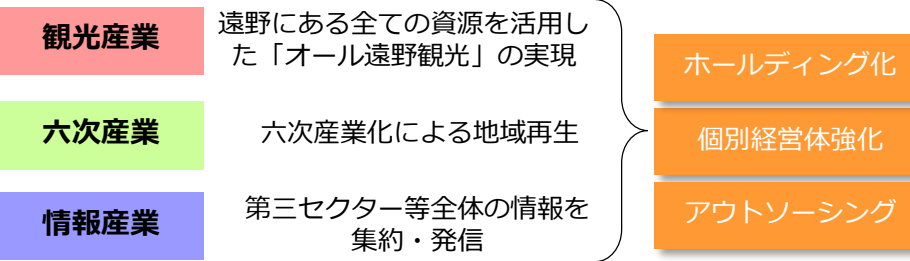 観光産業
遠野にある全ての資源を活用し
た「オール遠野観光」の実現
六次産業
六次産業化による地域再生
情報産業
第三セクター等全体の情報を
集約・発信
ホールディング化
個別経営体強化
アウトソーシング